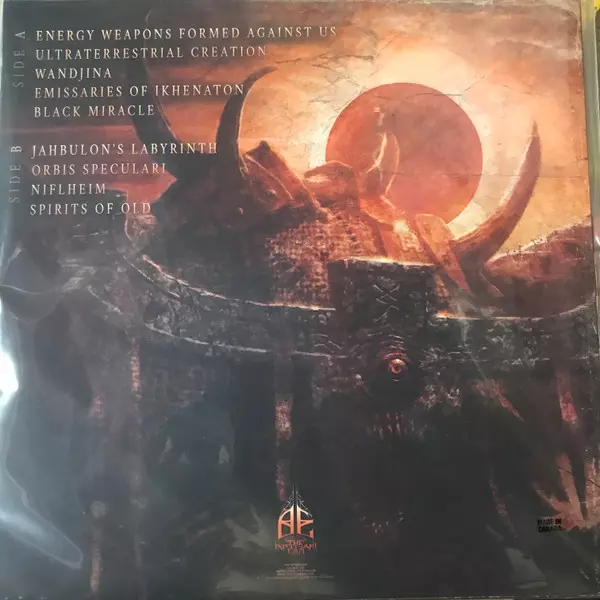 SIDE A
ENERGY WEAPONS FORMED AGAINST US
ULTRATERRESTRIAL CREATION
WANDJINA
EMISSARIES OF IKHENATON
BLACK MIRACLE
SIDE B
JAHBULON'S LABYRINTH
ORBIS SPECULARI
NIFLHEIM
SPIRITS OF OLD
THE
MADE IN
CANADA